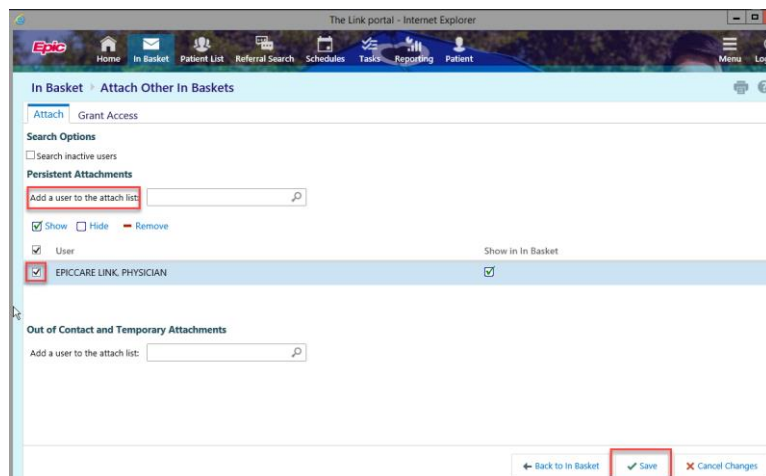 The Link portal - Internet Explorer
Epic Home In Basket Patient List Referral Search Schedules Tasks Reporting Patient Menu
In Basket Attach Other In Baskets
Attach Grant Access
Search Options
Search inactive users
Persistent Attachments
Add a user to the attach list:
Show Hide Remove
User Show in In Basket
EPICCARE LINK, PHYSICIAN
Out of Contact and Temporary Attachments
Add a user to the attach list:
Back to In Basket Save Cancel Changes